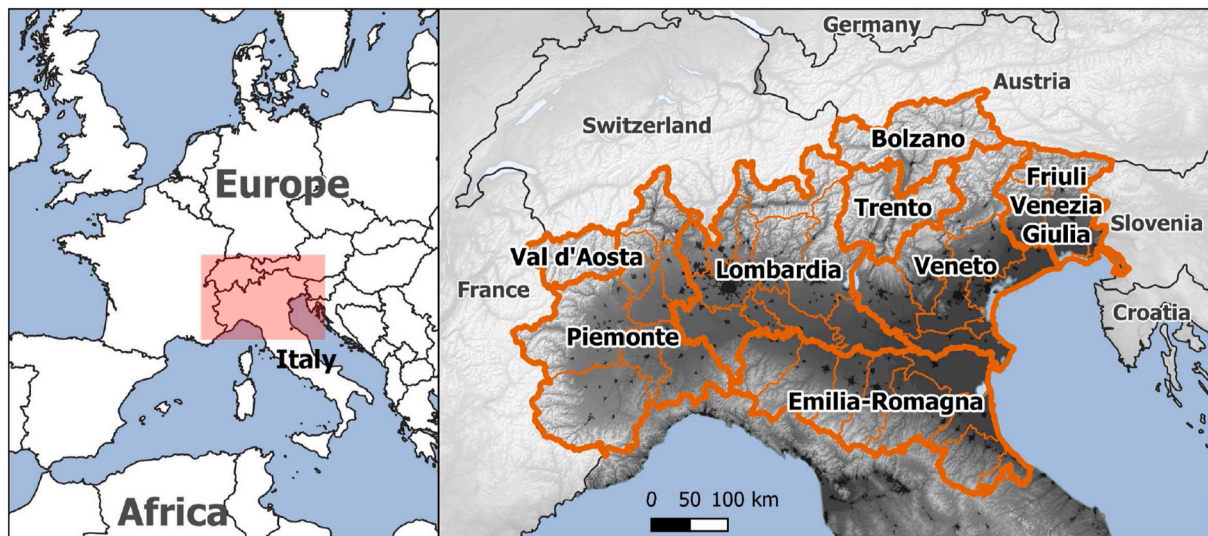 Europe
Italy
Africa
Germany
Austria
Switzerland
Bolzano
Friuli
Venezia
Giulia
Trento
Slovenia
Val d'Aosta
Lombardia
Veneto
France
Croatia
Piemonte
Emilia-Romagna
0 50 100 km